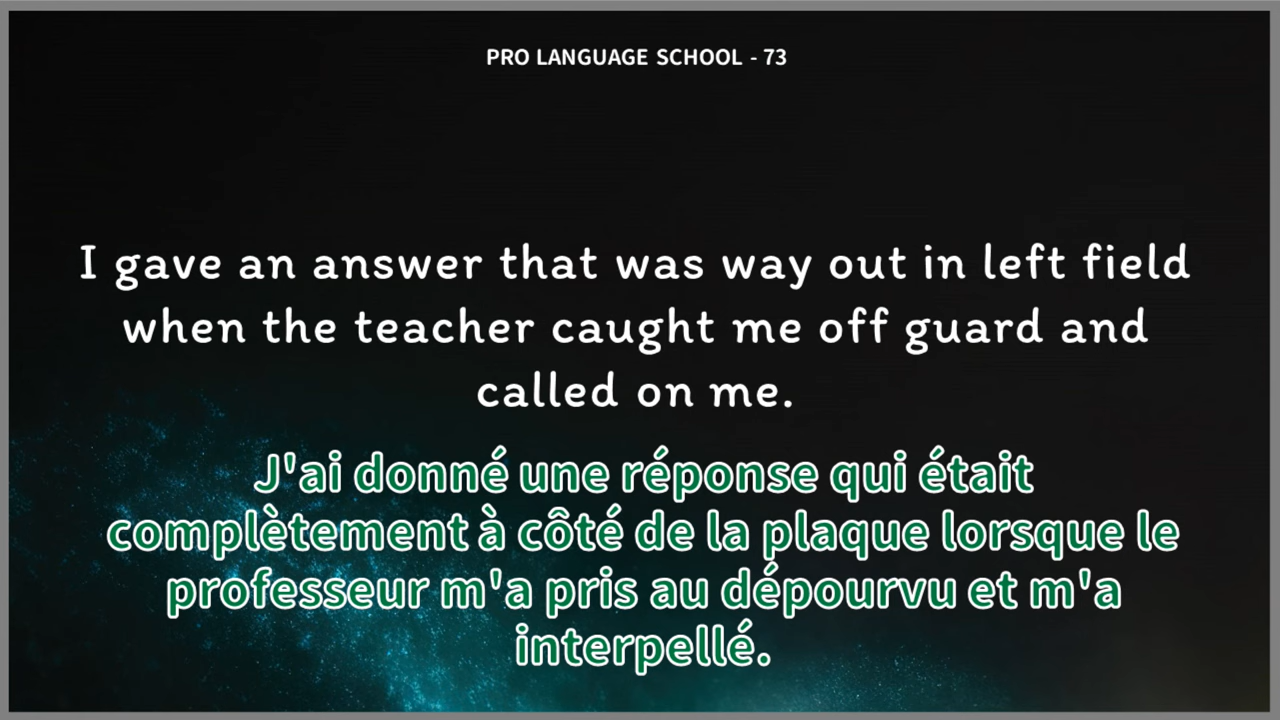 PRO LANGUAGE SCHOOL - 73
I gave an answer that was way out in left field
when the teacher caught me off guard and
called on me.
J'ai donné une réponse qui était
complètement à côté de la plaque lorsque le
professeur m'a pris au dépourvu et m'a
interpellé.